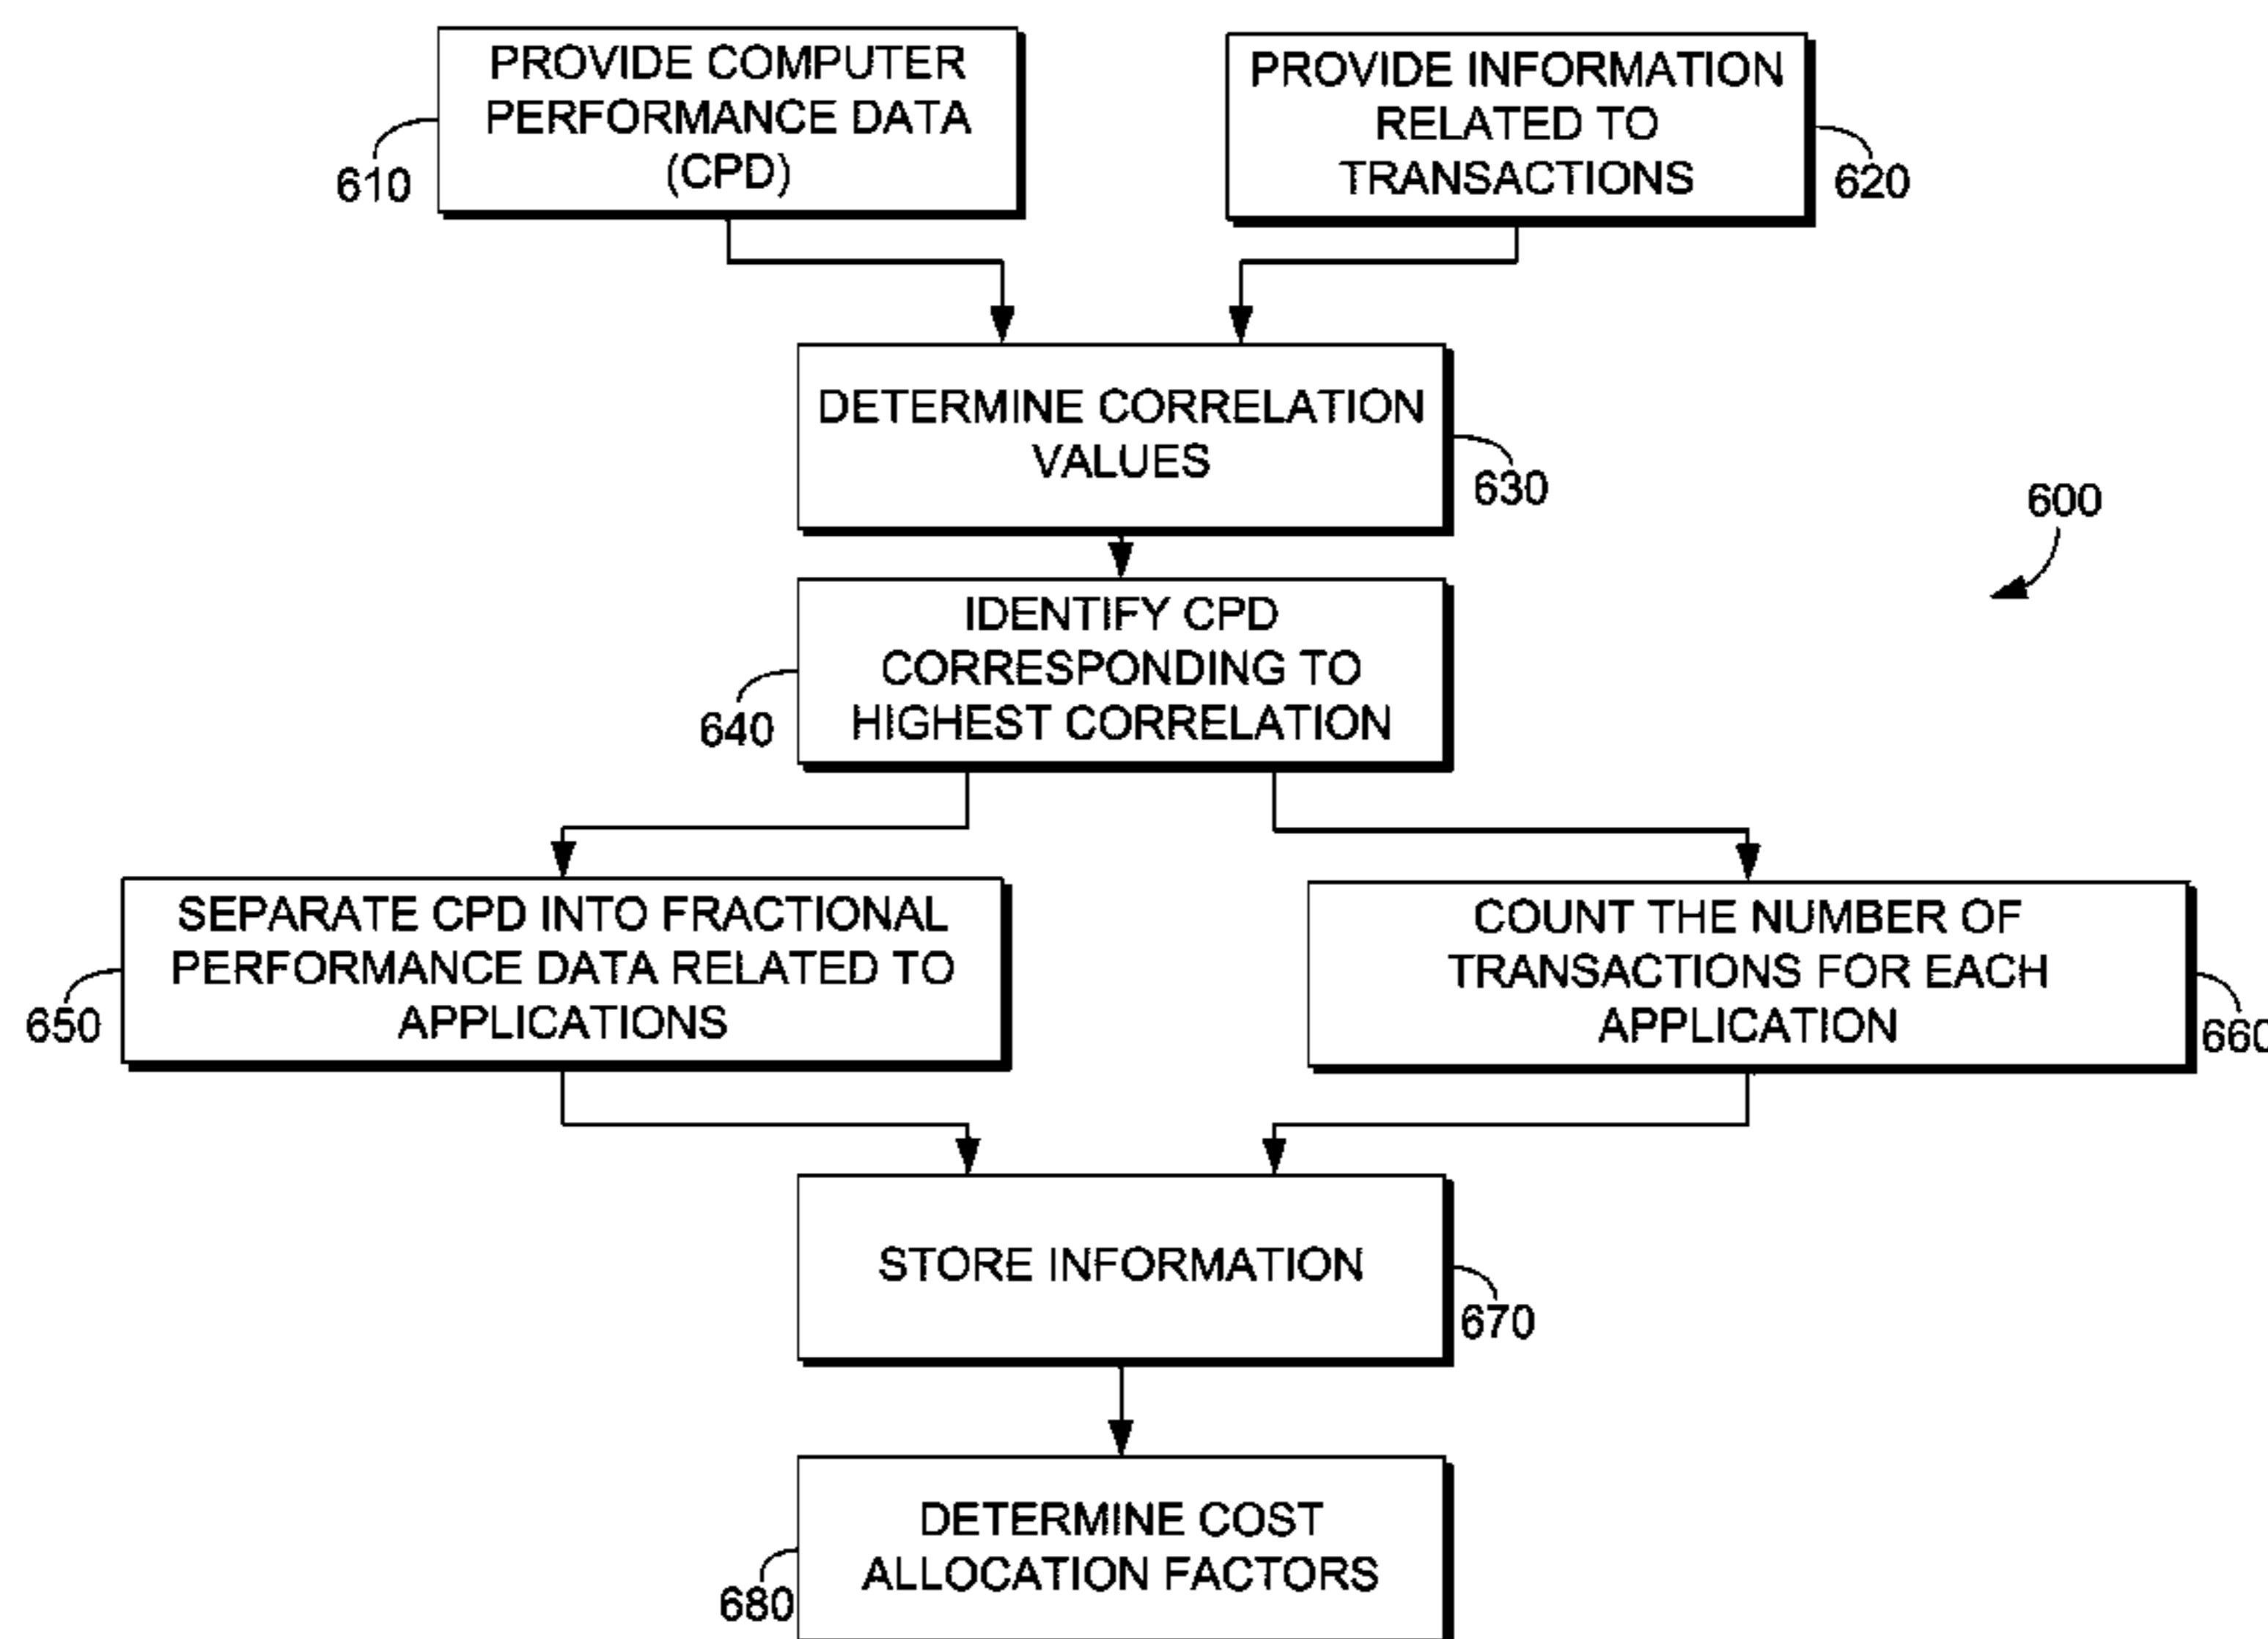 PROVIDE COMPUTER
PERFORMANCE DATA
(CPD)
610
PROVIDE INFORMATION
RELATED TO
TRANSACTIONS
620
DETERMINE CORRELATION
VALUES
630
600
IDENTIFY CPD
CORRESPONDING TO
HIGHEST CORRELATION
640
SEPARATE CPD INTO FRACTIONAL
PERFORMANCE DATA RELATED TO
APPLICATIONS
650
COUNT THE NUMBER OF
TRANSACTIONS FOR EACH
APPLICATION
660
STORE INFORMATION
670
DETERMINE COST
ALLOCATION FACTORS
680